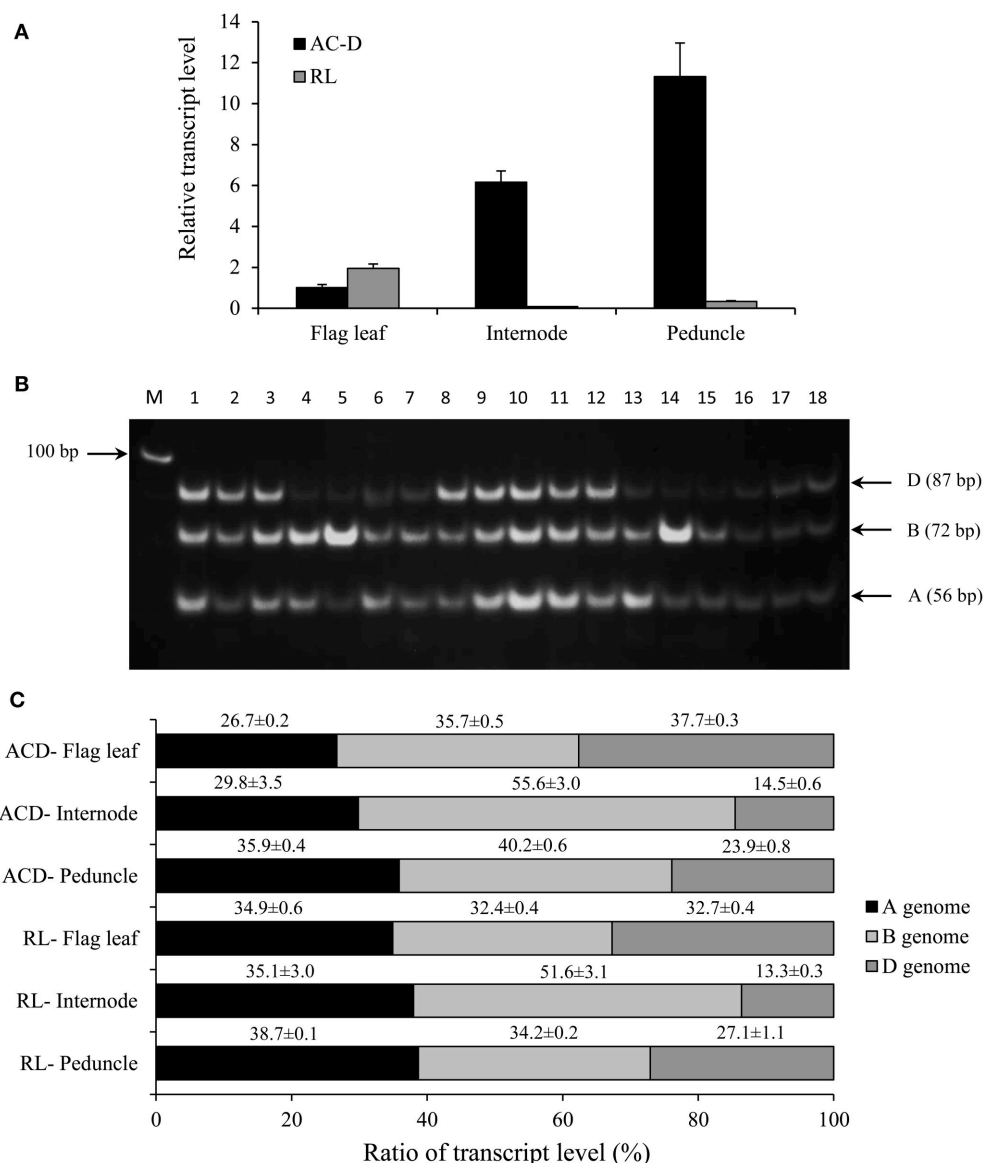 A
14
12
10
8
6
4
2
0
Relative transcript level
AC-D
RL
Flag leaf Internode Peduncle
B
M 1 2 3 4 5 6 7 8 9 10 11 12 13 14 15 16 17 18
100 bp
D (87 bp)
B (72 bp)
A (56 bp)
C
26.7±0.2 35.7±0.5 37.7±0.3
ACD- Flag leaf
29.8±3.5 55.6±3.0 14.5±0.6
ACD- Internode
35.9±0.4 40.2±0.6 23.9±0.8
ACD- Peduncle
34.9±0.6 32.4±0.4 32.7±0.4
RL- Flag leaf
35.1±3.0 51.6±3.1 13.3±0.3
RL- Internode
38.7±0.1 34.2±0.2 27.1±1.1
RL- Peduncle
A genome
B genome
D genome
0 20 40 60 80 100
Ratio of transcript level (%)